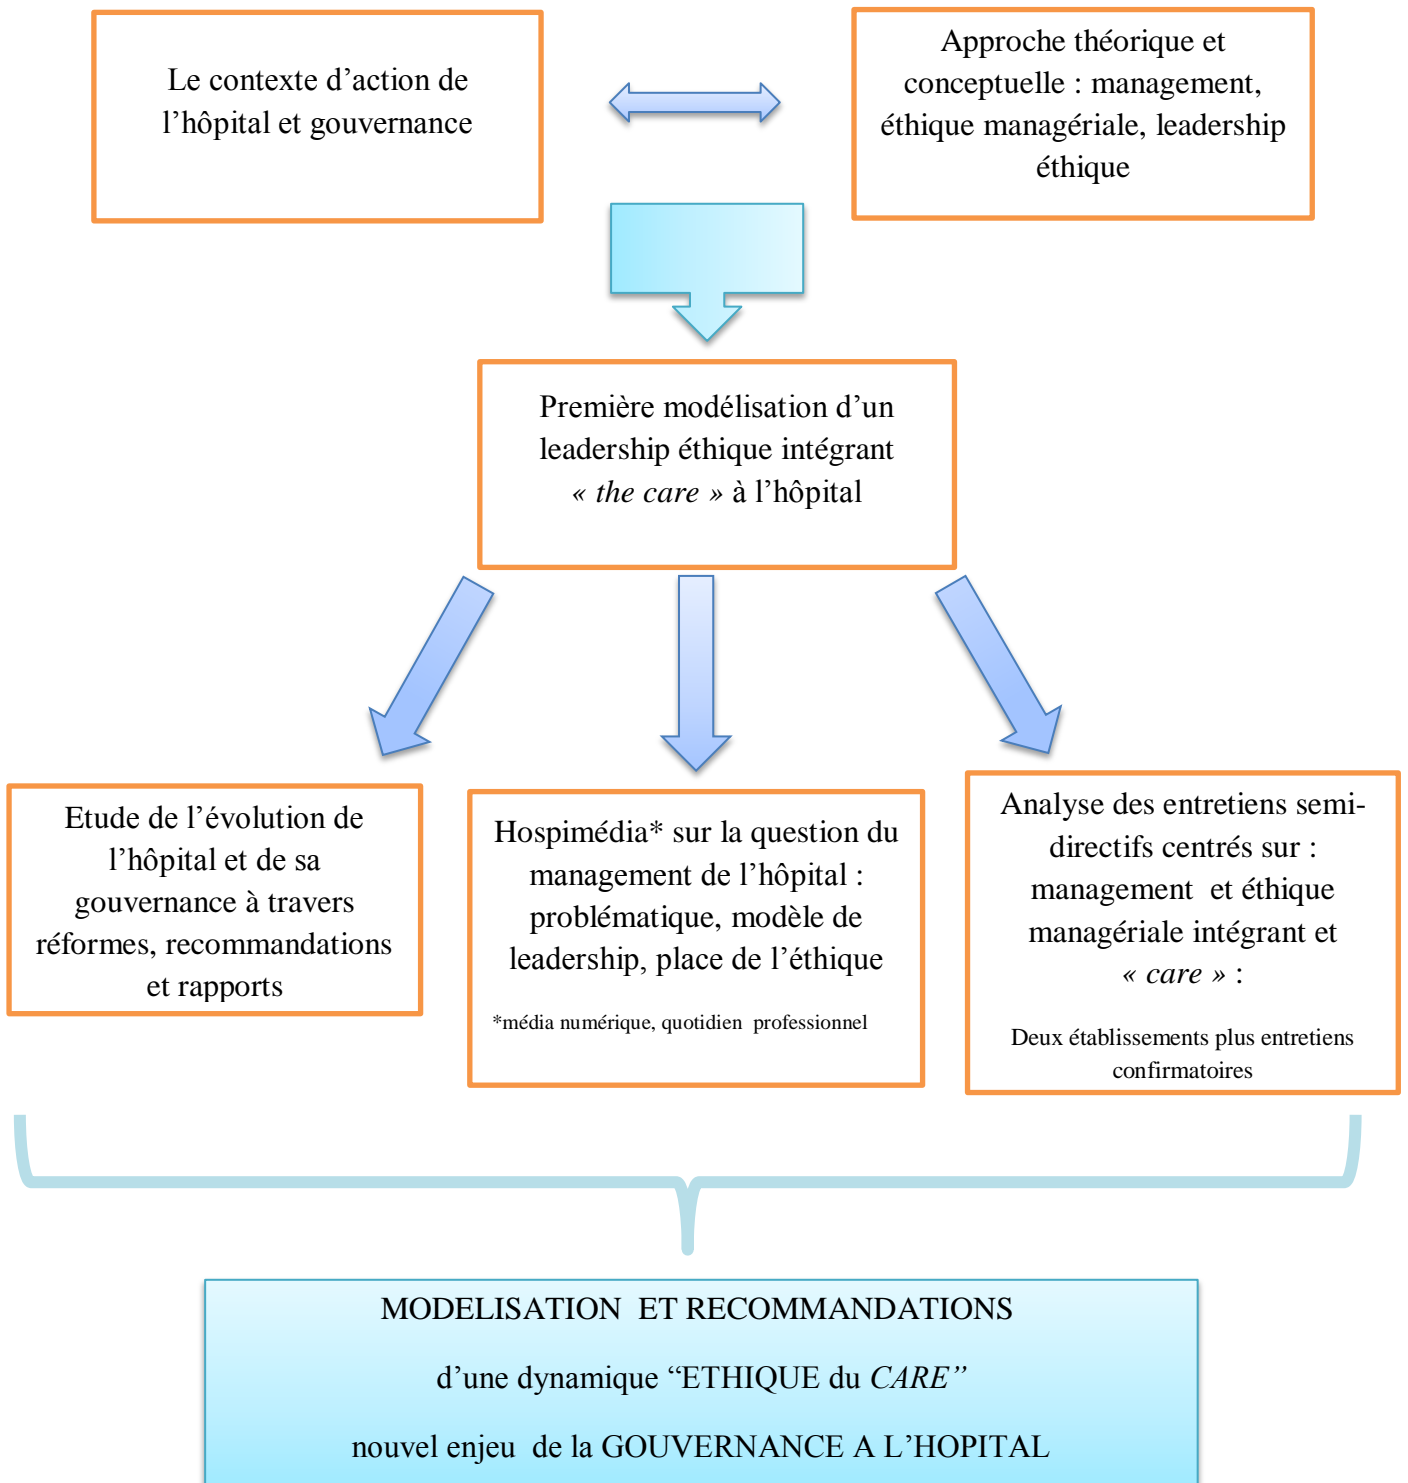 Le contexte d’action de
l’hôpital et gouvernance
Approche théorique et
conceptuelle : management,
éthique managériale, leadership
éthique
Première modélisation d’un
leadership éthique intégrant
« the care » à l’hôpital
Etude de l’évolution de
l’hôpital et de sa
gouvernance à travers
réformes, recommandations
et rapports
Hospimédia* sur la question du
management de l’hôpital :
problématique, modèle de
leadership, place de l’éthique
*média numérique, quotidien professionnel
Analyse des entretiens semi-
directifs centrés sur :
management et éthique
managériale intégrant et
« care » :
Deux établissements plus entretiens
confirmatoires
MODELISATION ET RECOMMANDATIONS
d’une dynamique “ETHIQUE du CARE”
nouvel enjeu de la GOUVERNANCE A L’HOPITAL